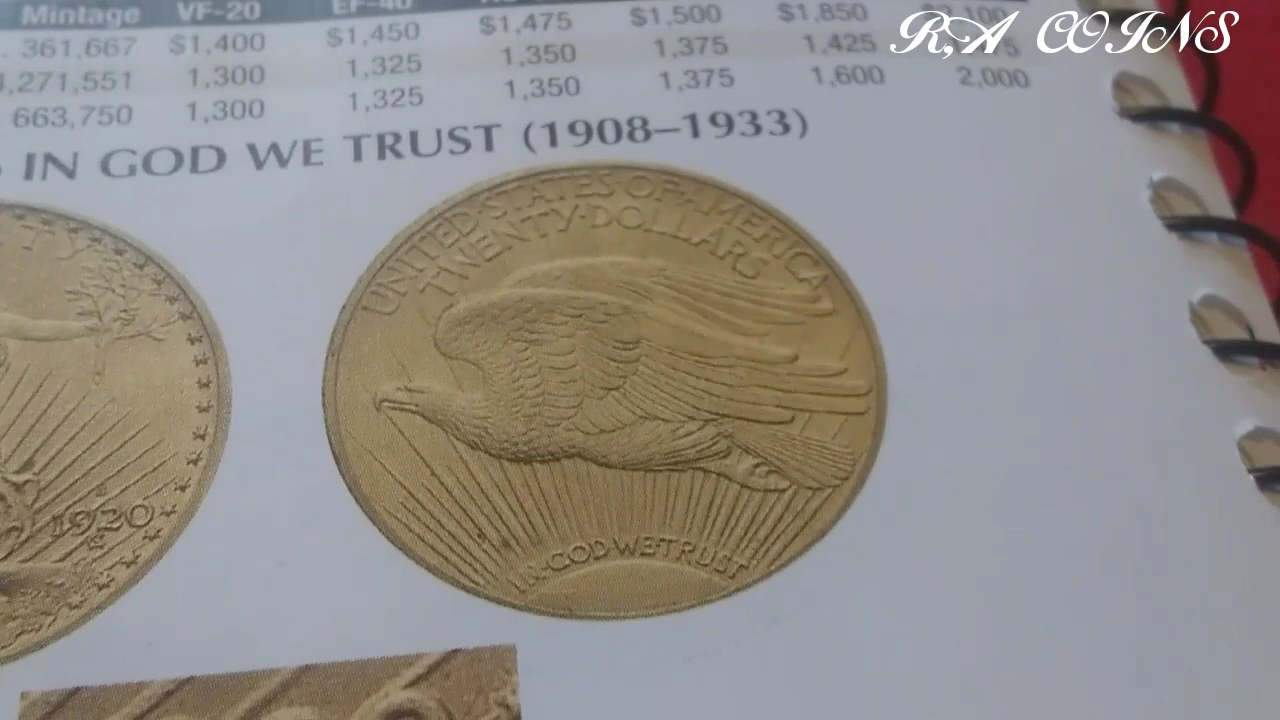 Mintage VF-20 EF-40
R,A COINS
361,667 $1,400 $1,450 $1,475 $1,500 $1,850
,271,551 1,300 1,325 1,350 1,375 1,425
663,750 1,300 1,325 1,350 1,375 1,600 2,000
IN GOD WE TRUST (1908–1933)
UNITED·STATES OF·AMERICA
TWENTY·DOLLARS
1920
IN·GOD·WE·TRUST